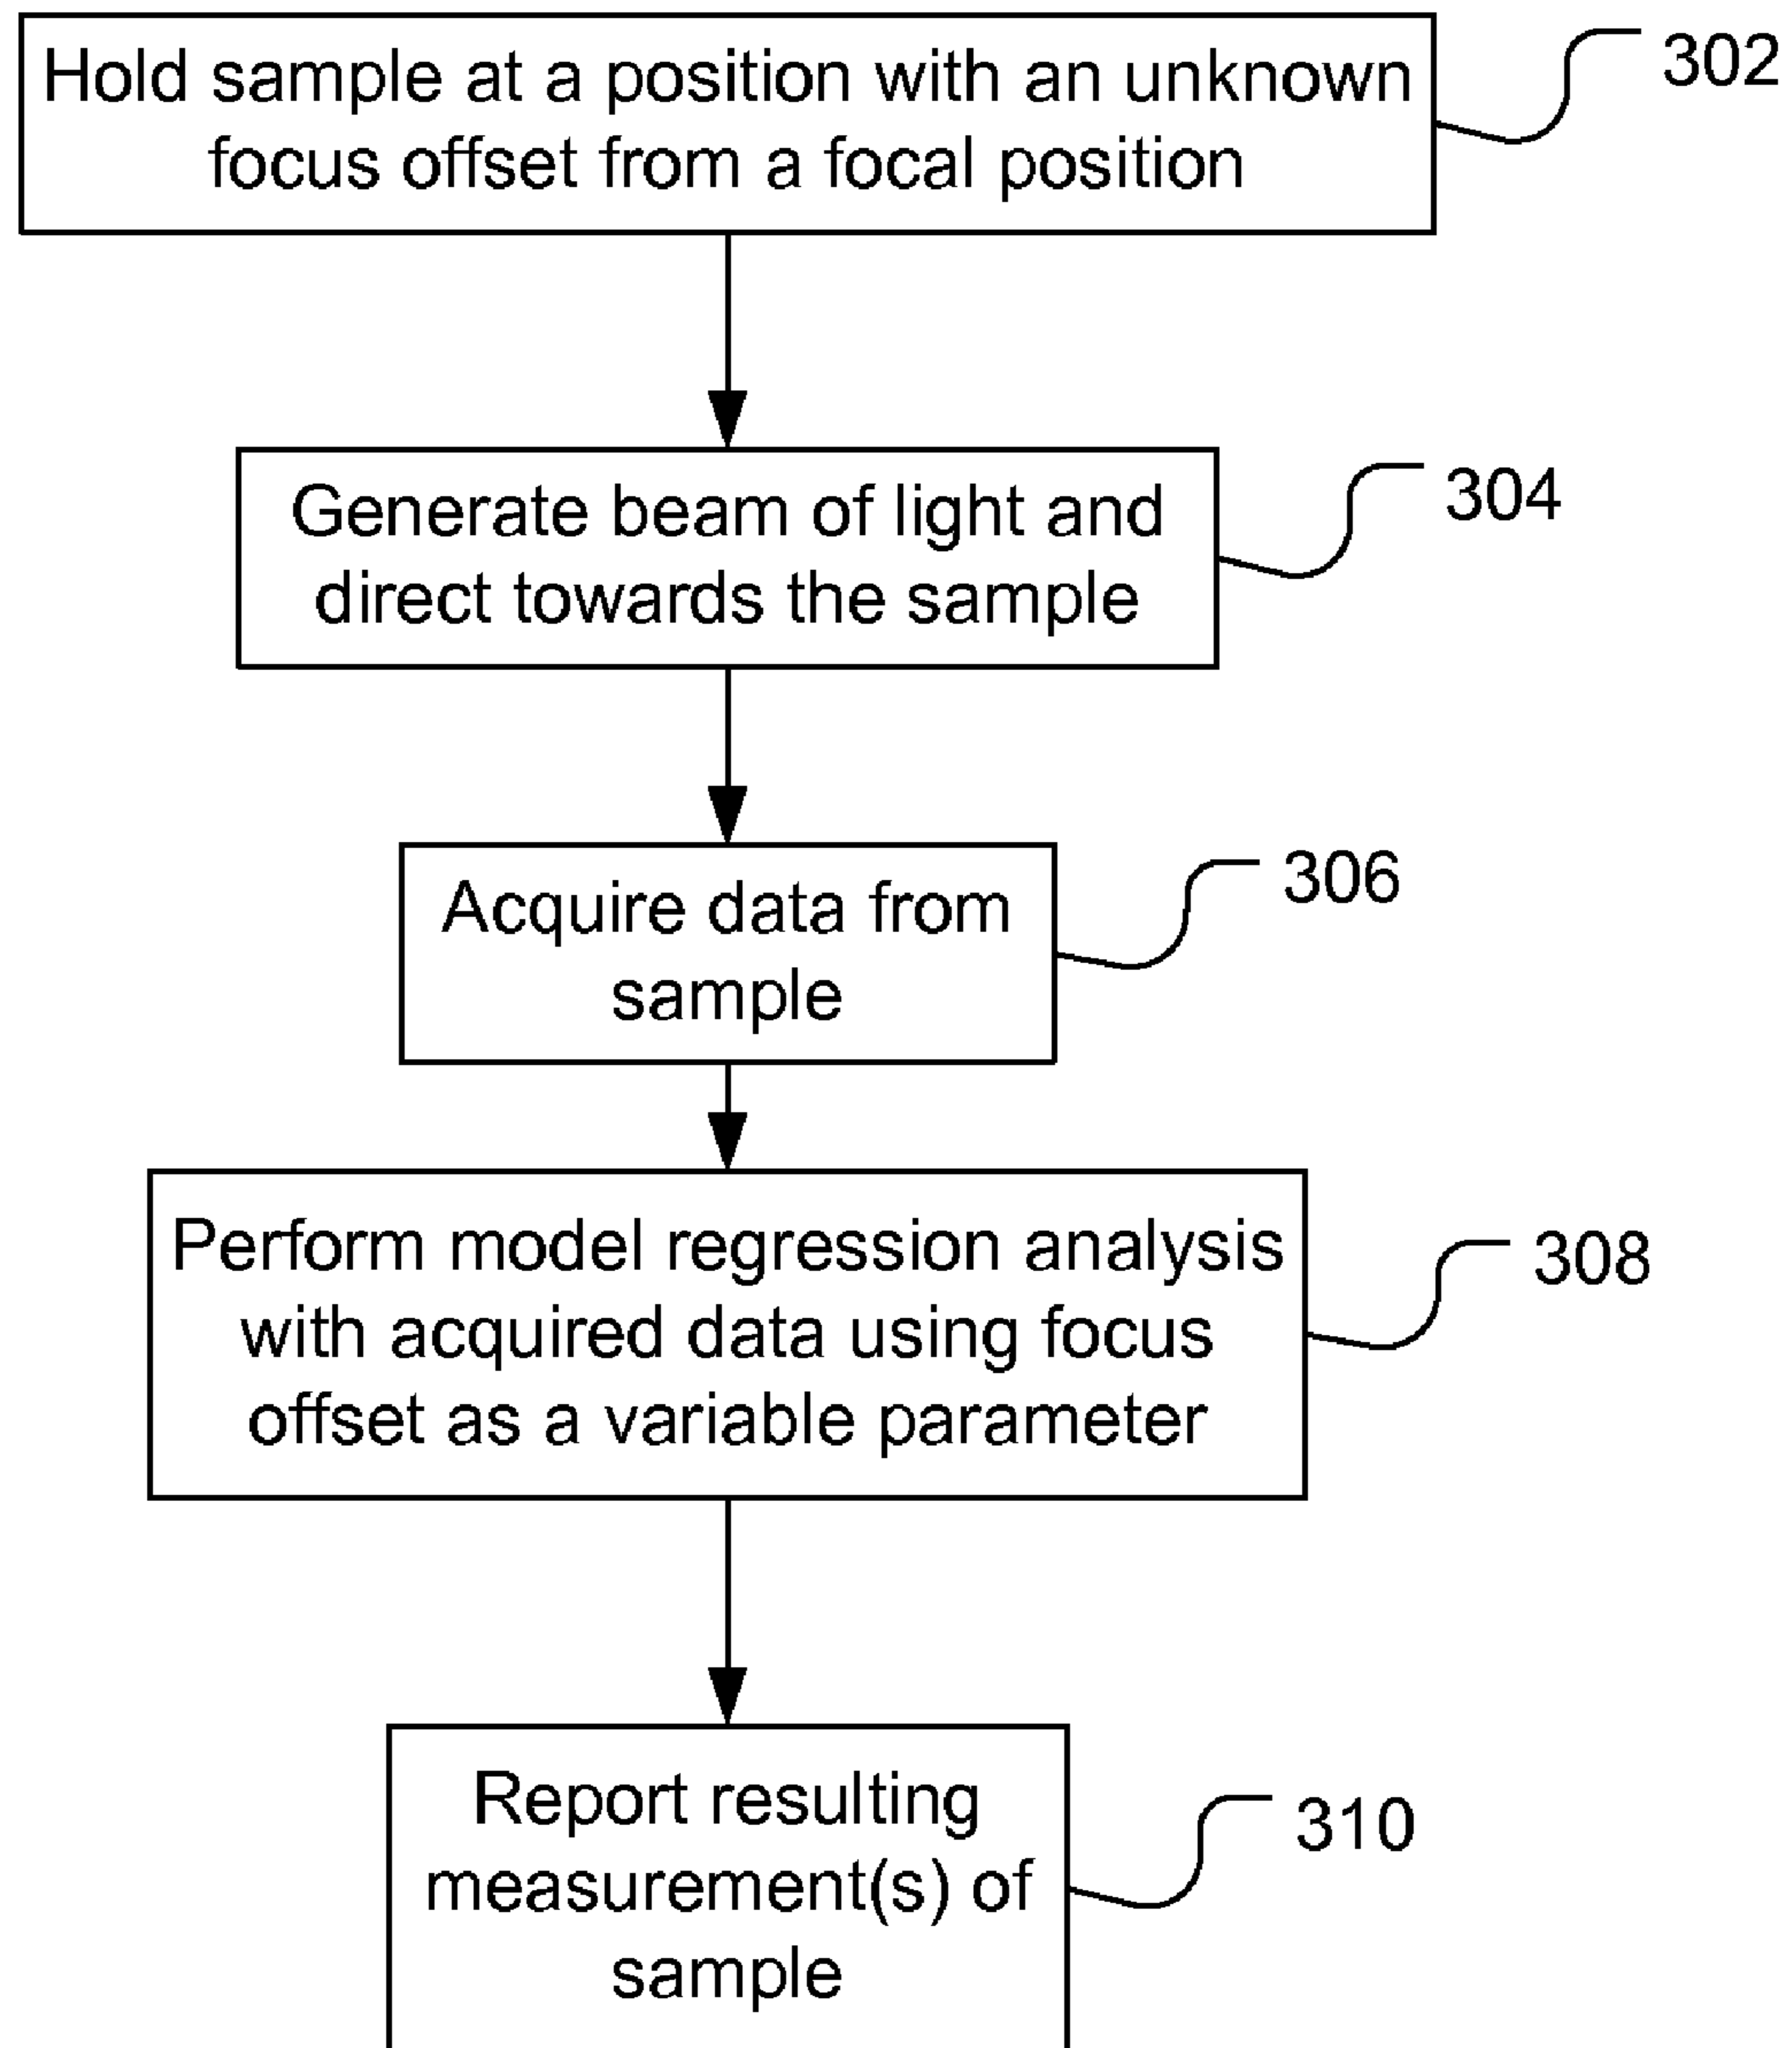 Hold sample at a position with an unknown
focus offset from a focal position
302
Generate beam of light and
direct towards the sample
304
Acquire data from
sample
306
Perform model regression analysis
with acquired data using focus
offset as a variable parameter
308
Report resulting
measurement(s) of
sample
310